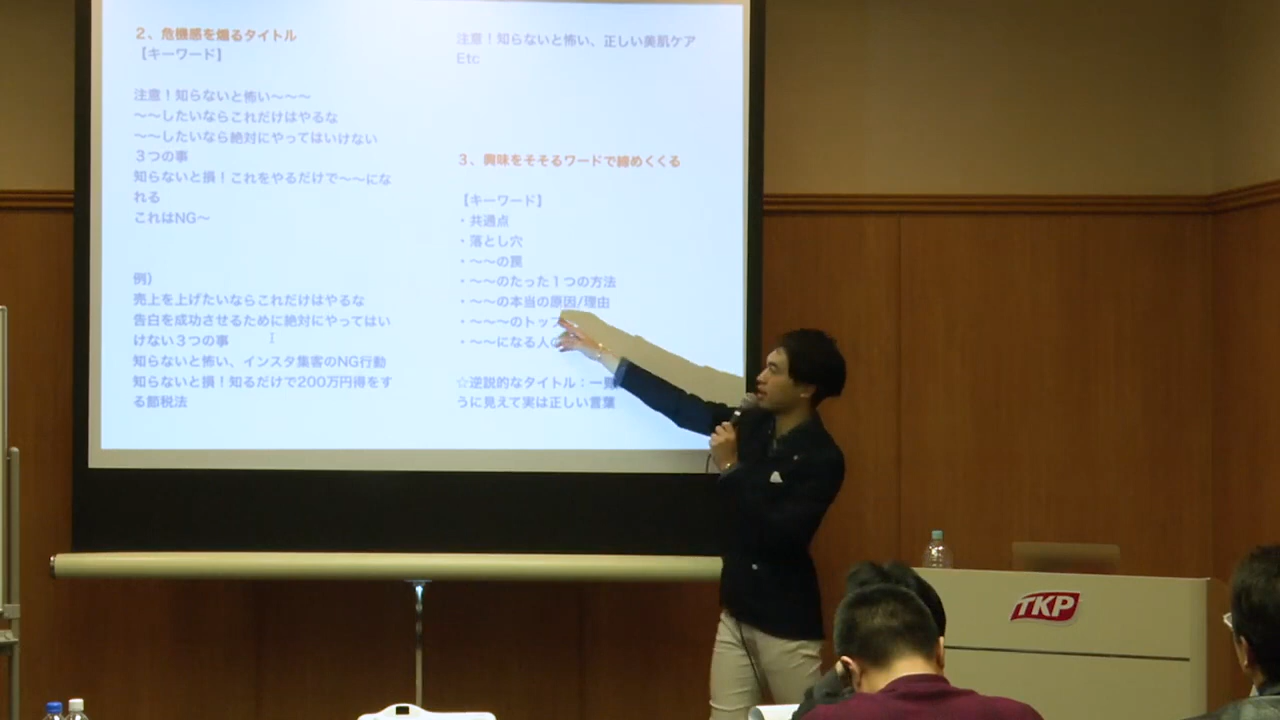 2、危機感を煽るタイトル
【キーワード】
注意！知らないと怖い〜〜〜
〜〜したいならこれだけはやるな
〜〜したいなら絶対にやってはいけない
３つの事
知らないと損！これをやるだけで〜〜にな
れる
これはNG〜
例）
売上を上げたいならこれだけはやるな
告白を成功させるために絶対にやってはい
けない３つの事
知らないと怖い、インスタ集客のNG行動
知らないと損！知るだけで200万円得をす
る節税法
注意！知らないと怖い、正しい美肌ケア
Etc
3、興味をそそるワードで締めくくる
【キーワード】
・共通点
・落とし穴
・〜〜の罠
・〜〜のたった１つの方法
・〜〜の本当の原因/理由
・〜〜〜のトップ
・〜〜になる人の
☆逆説的なタイトル：一見
うに見えて実は正しい言葉
TKP